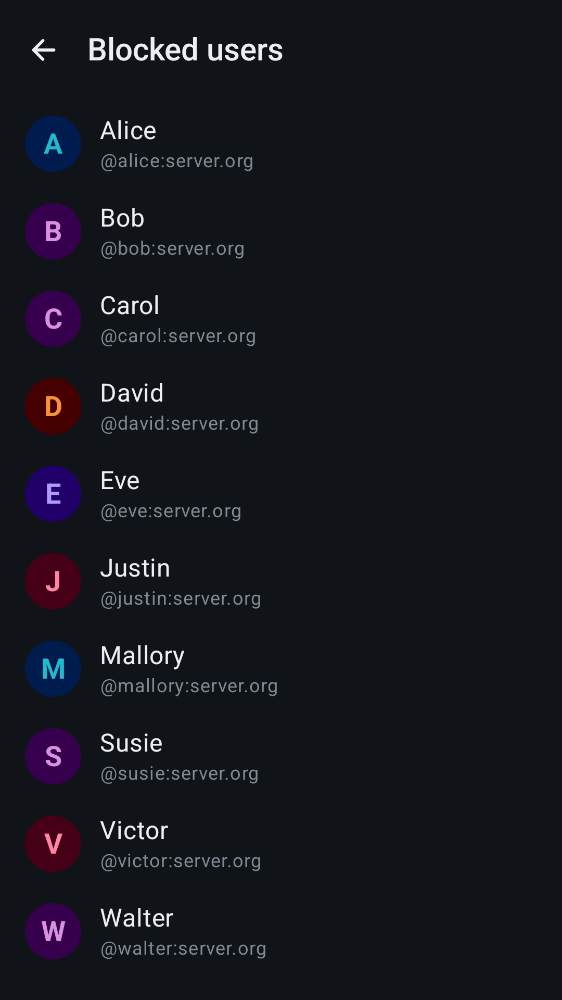 Blocked users
A
Alice
@alice:server.org
B
Bob
@bob:server.org
C
Carol
@carol:server.org
D
David
@david:server.org
E
Eve
@eve:server.org
J
Justin
@justin:server.org
M
Mallory
@mallory:server.org
S
Susie
@susie:server.org
V
Victor
@victor:server.org
W
Walter
@walter:server.org